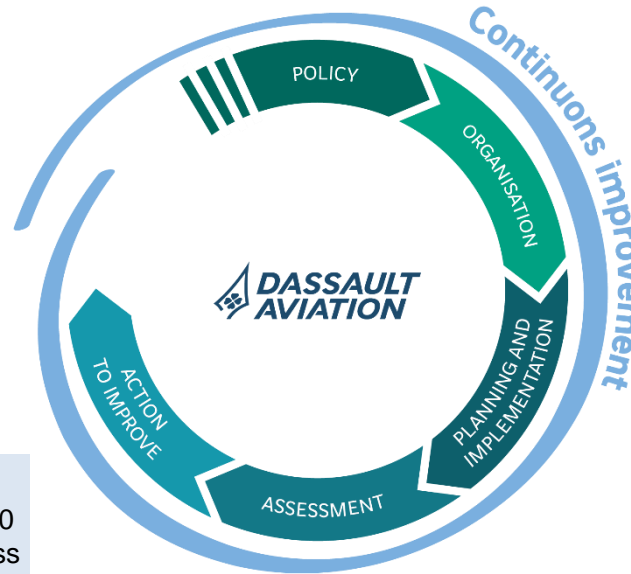 POLICY
ORGANISATION
Continuons improvement
PLANNING AND
IMPLEMENTATION
ASSESSMENT
ACTION
TO IMPROVE
DASSAULT
AVIATION